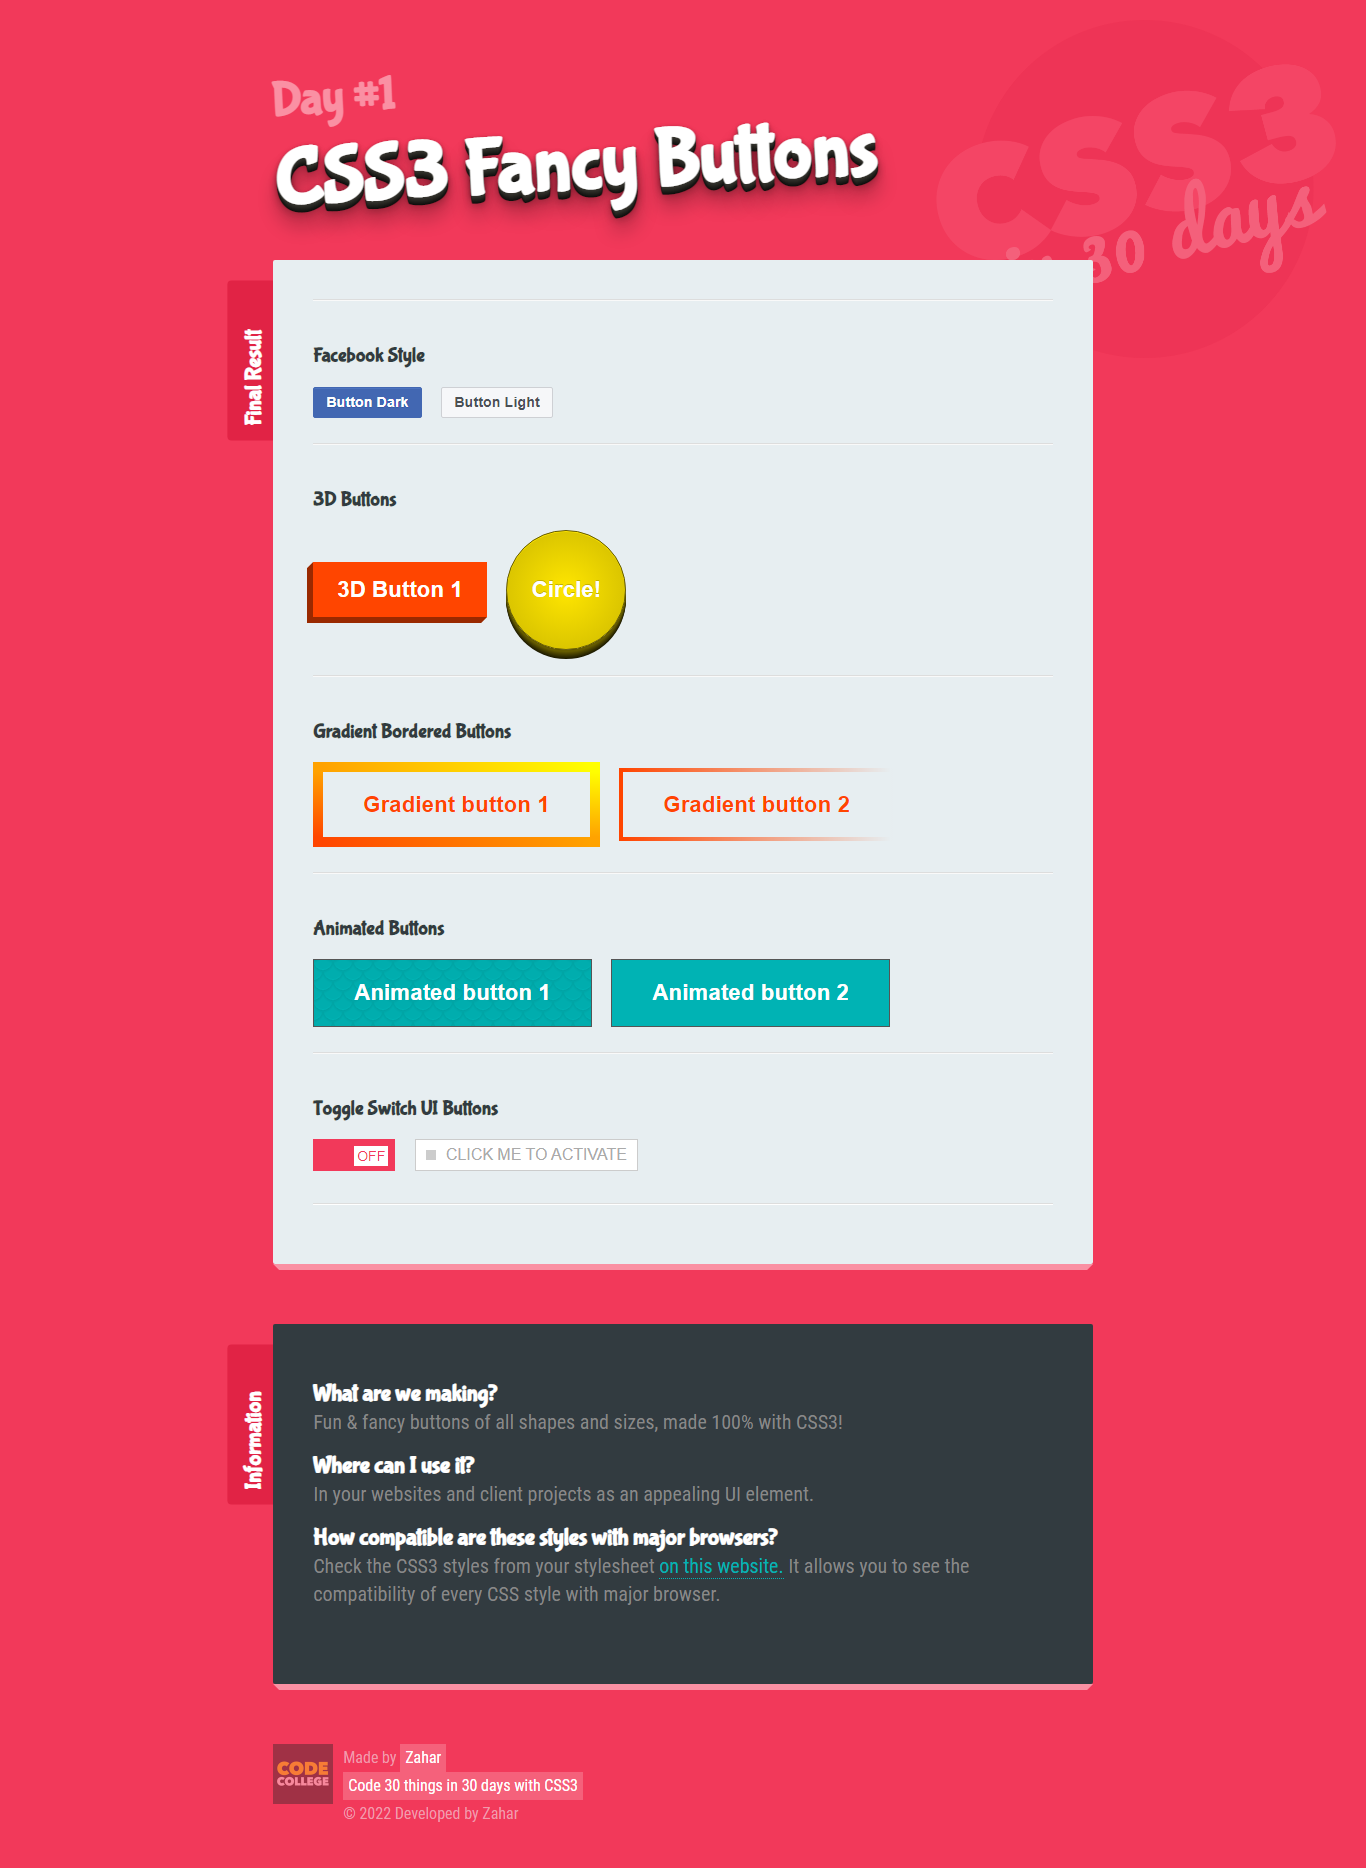 Day #1
CSS3 Fancy Buttons
CSS3
in 30 days
Final Result
Facebook Style
Button Dark
Button Light
3D Buttons
3D Button 1
Circle!
Gradient Bordered Buttons
Gradient button 1
Gradient button 2
Animated Buttons
Animated button 1
Animated button 2
Toggle Switch UI Buttons
OFF
CLICK ME TO ACTIVATE
Information
What are we making?
Fun & fancy buttons of all shapes and sizes, made 100% with CSS3!
Where can I use it?
In your websites and client projects as an appealing UI element.
How compatible are these styles with major browsers?
Check the CSS3 styles from your stylesheet on this website. It allows you to see the
compatibility of every CSS style with major browser.
CODE
COLLEGE
Made by Zahar
Code 30 things in 30 days with CSS3
© 2022 Developed by Zahar